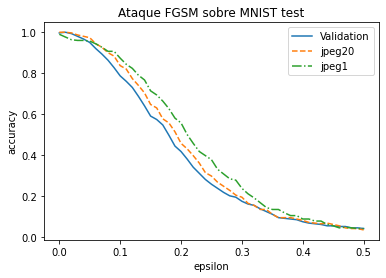 Ataque FGSM sobre MNIST test
Validation
jpeg20
jpeg1
accuracy
1.0
0.8
0.6
0.4
0.2
0.0
0.0 0.1 0.2 0.3 0.4 0.5
epsilon